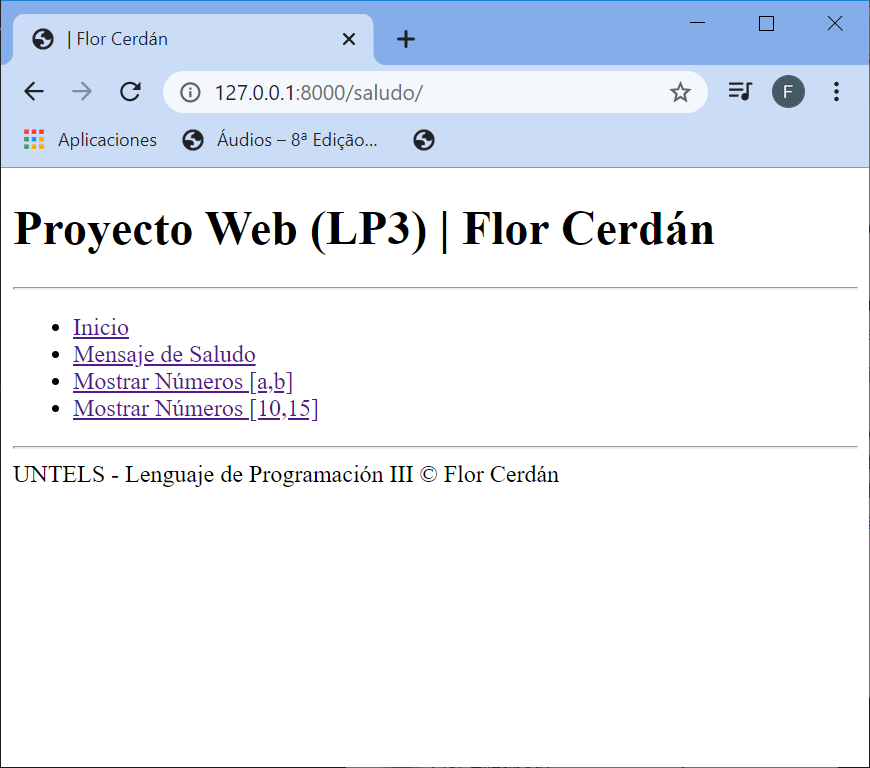 | Flor Cerdán
127.0.0.1:8000/saludo/
F
Aplicaciones
Áudios – 8ª Edição...
Proyecto Web (LP3) | Flor Cerdán
Inicio
Mensaje de Saludo
Mostrar Números [a,b]
Mostrar Números [10,15]
UNTELS - Lenguaje de Programación III © Flor Cerdán